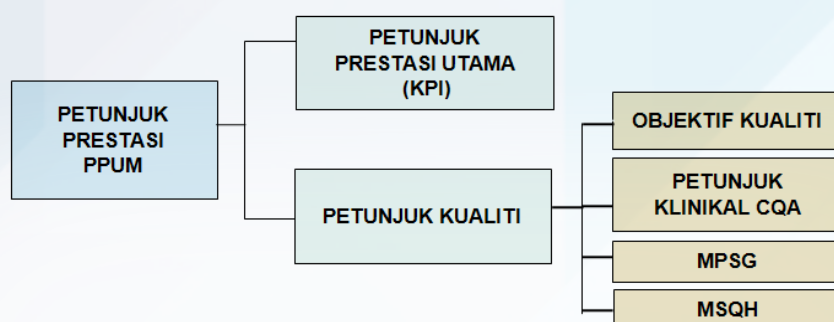 PETUNJUK
PRESTASI
PPUM
PETUNJUK
PRESTASI UTAMA
(KPI)
PETUNJUK KUALITI
OBJEKTIF KUALITI
PETUNJUK
KLINIKAL CQA
MPSG
MSQH